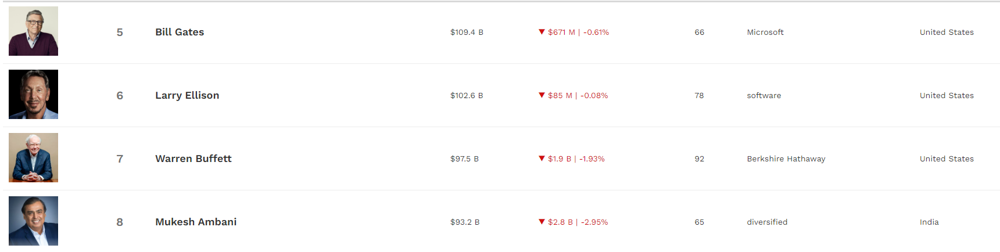 5 Bill Gates $109.4 B ▼ $671 M | -0.61% 66 Microsoft United States
6 Larry Ellison $102.6 B ▼ $85 M | -0.08% 78 software United States
7 Warren Buffett $97.5 B ▼ $1.9 B | -1.93% 92 Berkshire Hathaway United States
8 Mukesh Ambani $93.2 B ▼ $2.8 B | -2.95% 65 diversified India